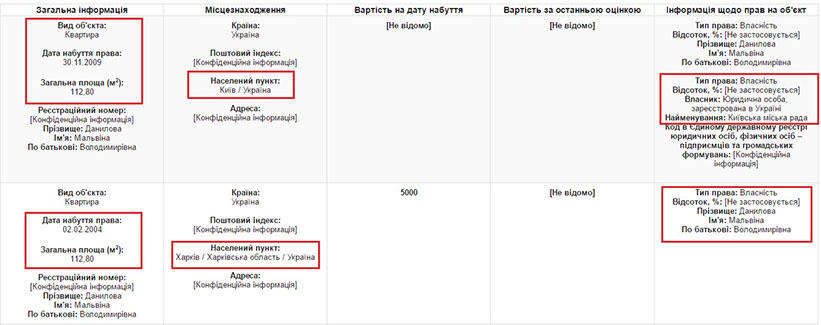 Загальна інформація
Місцезнаходження
Вартість на дату набуття
Вартість за останньою оцінкою
Інформація щодо прав на об'єкт
Вид об'єкта:
Квартира
Дата набуття права:
30.11.2009
Загальна площа (м²):
112,80
Реєстраційний номер:
[Конфіденційна інформація]
Прізвище: Данилова
Ім'я: Мальвіна
По батькові: Володимирівна
Країна:
Україна
Поштовий індекс:
[Конфіденційна інформація]
Населений пункт:
Київ / Україна
Адреса:
[Конфіденційна інформація]
[Не відомо]
[Не відомо]
Тип права: Власність
Відсоток, %: [Не застосовується]
Прізвище: Данилова
Ім'я: Мальвіна
По батькові: Володимирівна
Тип права: Власність
Відсоток, %: [Не застосовується]
Власник: Юридична особа,
зареєстрована в Україні
Найменування: Київська міська рада
Код в Єдиному державному реєстрі
юридичних осіб, фізичних осіб –
підприємців та громадських
формувань: [Конфіденційна
інформація]
Вид об'єкта:
Квартира
Дата набуття права:
02.02.2004
Загальна площа (м²):
112,80
Реєстраційний номер:
[Конфіденційна інформація]
Прізвище: Данилова
Ім'я: Мальвіна
По батькові: Володимирівна
Країна:
Україна
Поштовий індекс:
[Конфіденційна інформація]
Населений пункт:
Харків / Харківська область / Україна
Адреса:
[Конфіденційна інформація]
5000
[Не відомо]
Тип права: Власність
Відсоток, %: [Не застосовується]
Прізвище: Данилова
Ім'я: Мальвіна
По батькові: Володимирівна